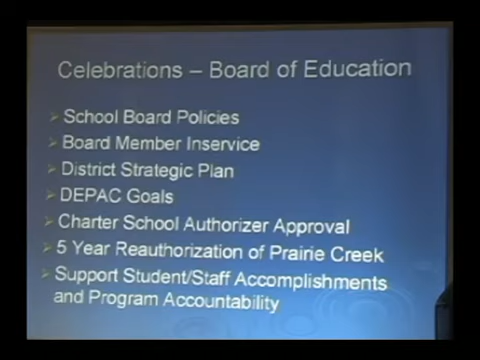 Celebrations – Board of Education
School Board Policies
Board Member Inservice
District Strategic Plan
DEPAC Goals
Charter School Authorizer Approval
5 Year Reauthorization of Prairie Creek
Support Student/Staff Accomplishments
and Program Accountability